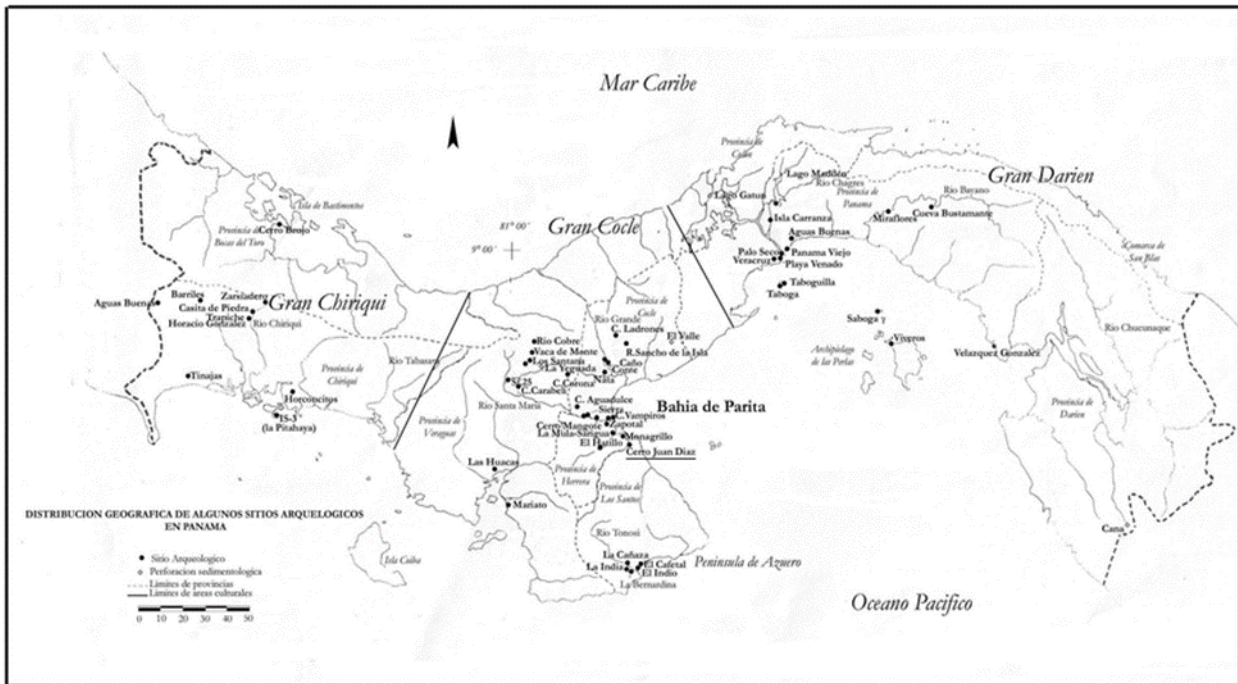 Mar Caribe
Provincia de
Colon
Lago Gatun
Rio Chagres
Provincia de
Panama
Gran Darien
Rio Bayano
Miraflores
Cueva Bustamante
Isla Carranza
Aguas Buenas
Panama Viejo
Palo Seco
Veracruz
Playa Venado
Taboguilla
Taboga
Comarca de
San Blas
Isla de Bastimentos
Provincia de
Bocas del Toro
Cerro Brujo
81° 00´
9° 00´
Gran Cocle
Gran Chiriqui
Barriles
Casita de Piedra
Trapiche
Horacio Gonzalez
Rio Chiriqui
Rio Tabasara
Provincia de
Chiriqui
Tinajas
Horconcitos
IS-3
(la Pitahaya)
Provincia de
Cocle
Rio Grande
C. Ladrones
El Valle
R.Sancho de la Isla
Rio Cobre
Vaca de Monte
Los Santanas
La Yeguada
Caño
Conte
Nata
C.Corona
C.Carabali
Rio Santa Maria
C. Aguadulce
Sierra
C.Vampiros
Cerro Mangote
Zapotal
La Mula-Sarigua
Monagrillo
El Hatillo
Cerro Juan Diaz
Bahia de Parita
Provincia de
Veraguas
Las Huacas
Mariato
Provincia de
Herrera
Provincia de
Los Santos
Saboga
Viveros
Archipielago
de las Perlas
Velazquez Gonzalez
Rio Chucunaque
Provincia de
Darien
Cana
Isla Coiba
Rio Tonosi
La Cañaza
El Cafetal
La India
El Indio
La Bernardina
Peninsula de Azuero
Oceano Pacifico
DISTRIBUCION GEOGRAFICA DE ALGUNOS SITIOS ARQUELOGICOS
EN PANAMA
Sitio Arqueologico
Perforacion sedimentologica
Limites de provincias
Limites de areas culturales
0 10 20 30 40 50